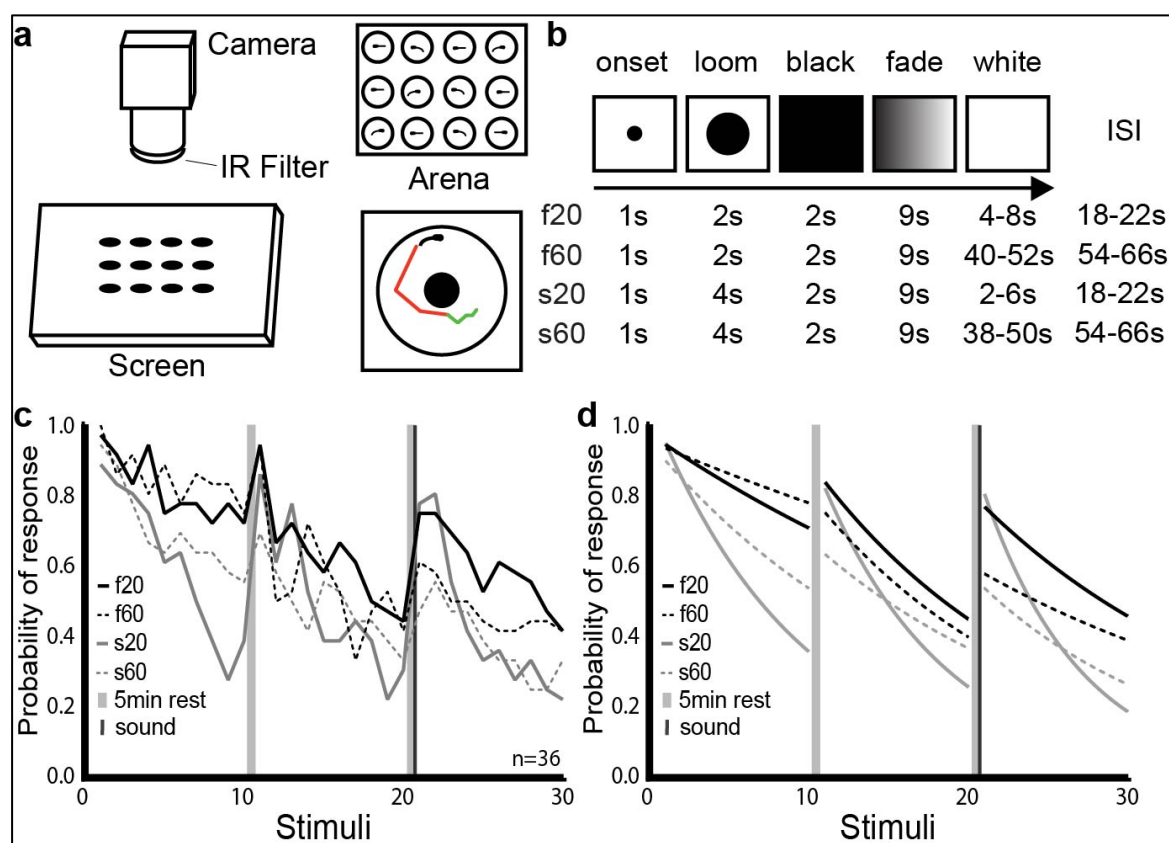 a
Camera
IR Filter
Screen
Arena
b
onset loom black fade white
ISI
f20 1s 2s 2s 9s 4-8s 18-22s
f60 1s 2s 2s 9s 40-52s 54-66s
s20 1s 4s 2s 9s 2-6s 18-22s
s60 1s 4s 2s 9s 38-50s 54-66s
c
Probability of response
1.0
0.8
0.6
0.4
0.2
0.0
f20
f60
s20
s60
5min rest
sound
n=36
0 10 20 30
Stimuli
d
Probability of response
1.0
0.8
0.6
0.4
0.2
0.0
f20
f60
s20
s60
5min rest
sound
0 10 20 30
Stimuli